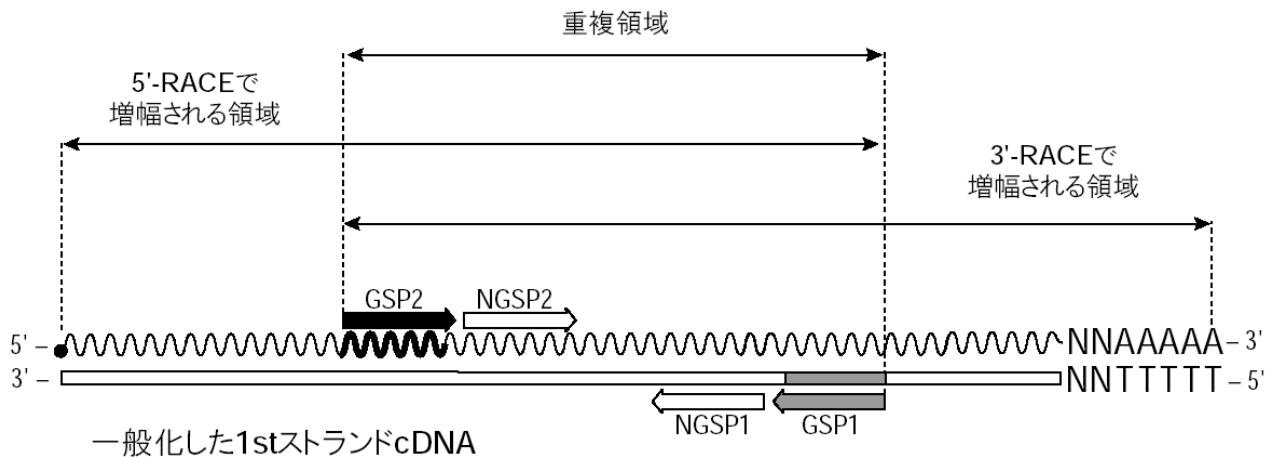 重複領域
5'-RACEで
増幅される領域
3'-RACEで
増幅される領域
GSP2 NGSP2
5' – NNAAAAA – 3'
3' – NNTTTTT – 5'
NGSP1 GSP1
一般化した1stストランドcDNA